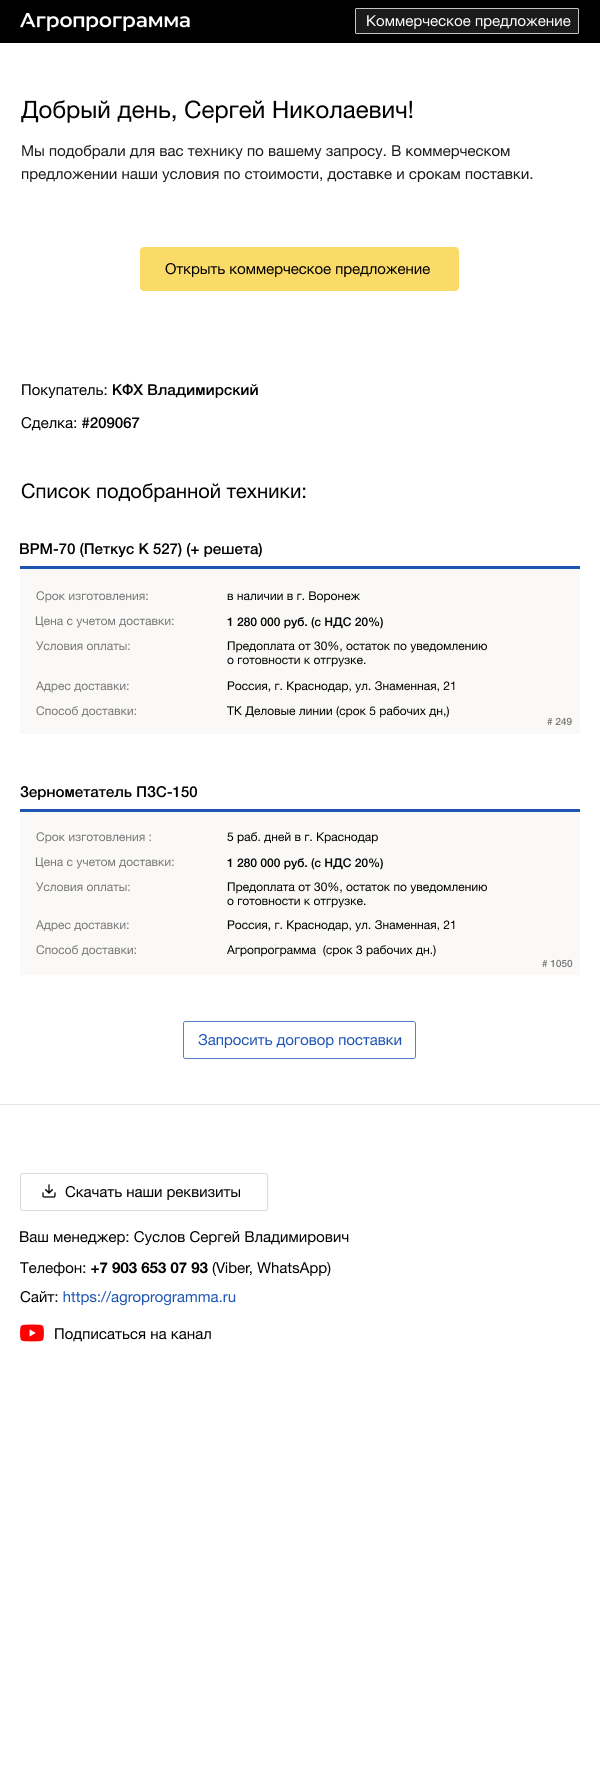 Агропрограмма
Коммерческое предложение
Добрый день, Сергей Николаевич!
Мы подобрали для вас технику по вашему запросу. В коммерческом
предложении наши условия по стоимости, доставке и срокам поставки.
Открыть коммерческое предложение
Покупатель: КФХ Владимирский
Сделка: #209067
Список подобранной техники:
ВРМ-70 (Петкус К 527) (+ решета)
Срок изготовления: в наличии в г. Воронеж
Цена с учетом доставки: 1 280 000 руб. (с НДС 20%)
Условия оплаты: Предоплата от 30%, остаток по уведомлению
о готовности к отгрузке.
Адрес доставки: Россия, г. Краснодар, ул. Знаменная, 21
Способ доставки: ТК Деловые линии (срок 5 рабочих дн,)
# 249
Зернометатель ПЗС-150
Срок изготовления : 5 раб. дней в г. Краснодар
Цена с учетом доставки: 1 280 000 руб. (с НДС 20%)
Условия оплаты: Предоплата от 30%, остаток по уведомлению
о готовности к отгрузке.
Адрес доставки: Россия, г. Краснодар, ул. Знаменная, 21
Способ доставки: Агропрограмма (срок 3 рабочих дн.)
# 1050
Запросить договор поставки
Скачать наши реквизиты
Ваш менеджер: Суслов Сергей Владимирович
Телефон: +7 903 653 07 93 (Viber, WhatsApp)
Сайт: https://agroprogramma.ru
Подписаться на канал